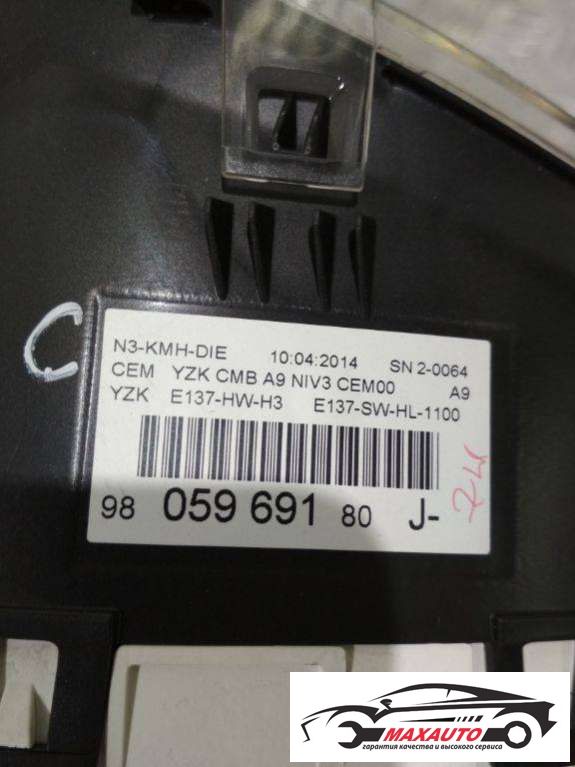 C
N3-KMH-DIE 10:04:2014 SN 2-0064
CEM YZK CMB A9 NIV3 CEM00 A9
YZK E137-HW-H3 E137-SW-HL-1100
98 059 691 80 J-
MAXAUTO
гарантия качества и высокого сервиса